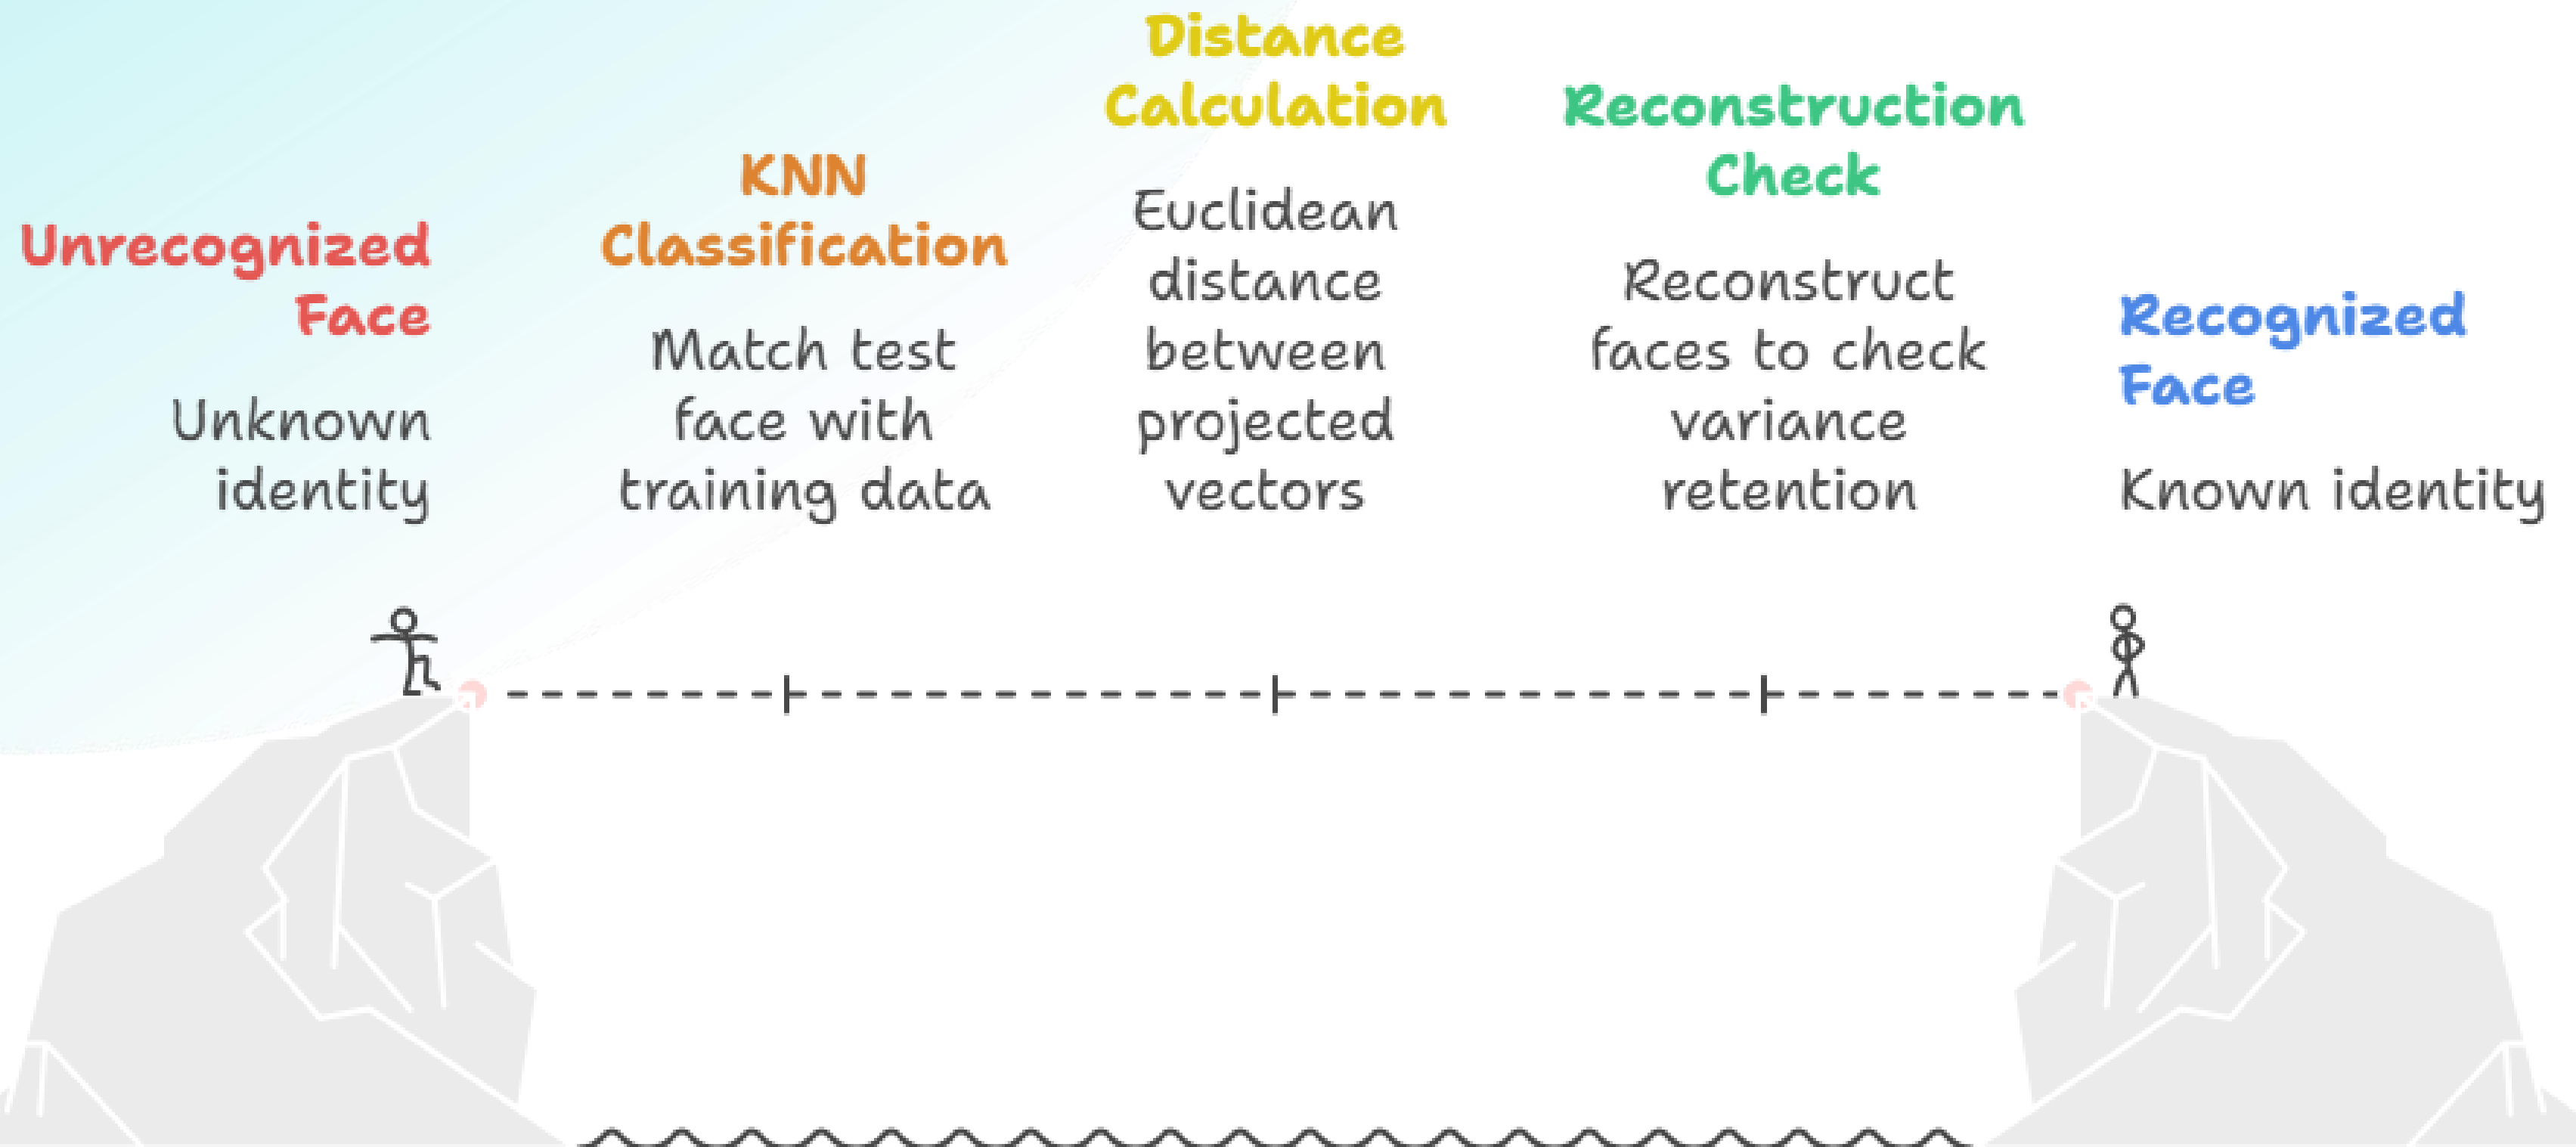 Unrecognized
Face
Unknown
identity
KNN
Classification
Match test
face with
training data
Distance
Calculation
Euclidean
distance
between
projected
vectors
Reconstruction
Check
Reconstruct
faces to check
variance
retention
Recognized
Face
Known identity